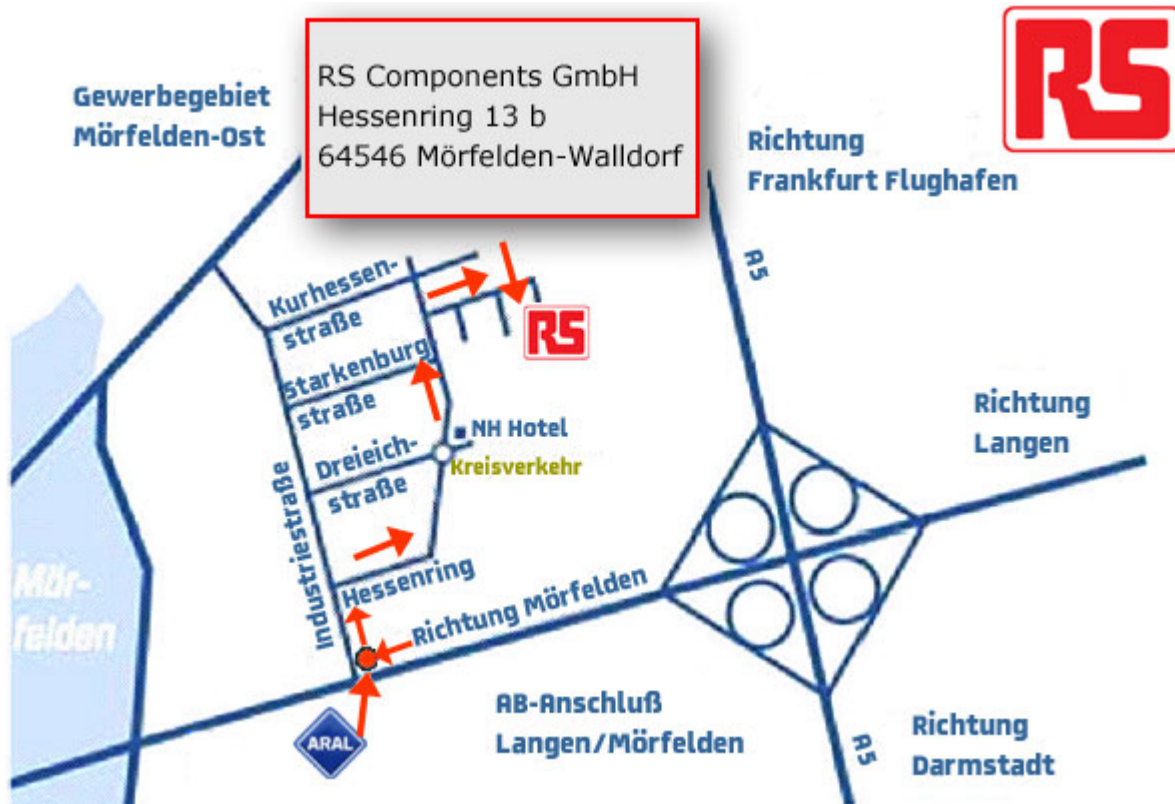 RS Components GmbH
Hessenring 13 b
64546 Mörfelden-Walldorf
RS
Gewerbegebiet
Mörfelden-Ost
Richtung
Frankfurt Flughafen
A5
Kurhessen-
straße
RS
Starkenburg
straße
NH Hotel
Dreieich-
straße
Kreisverkehr
Richtung
Langen
Industriestraße
Hessenring
Mör-
felden
Richtung Mörfelden
ARAL
AB-Anschluß
Langen/Mörfelden
A5
Richtung
Darmstadt